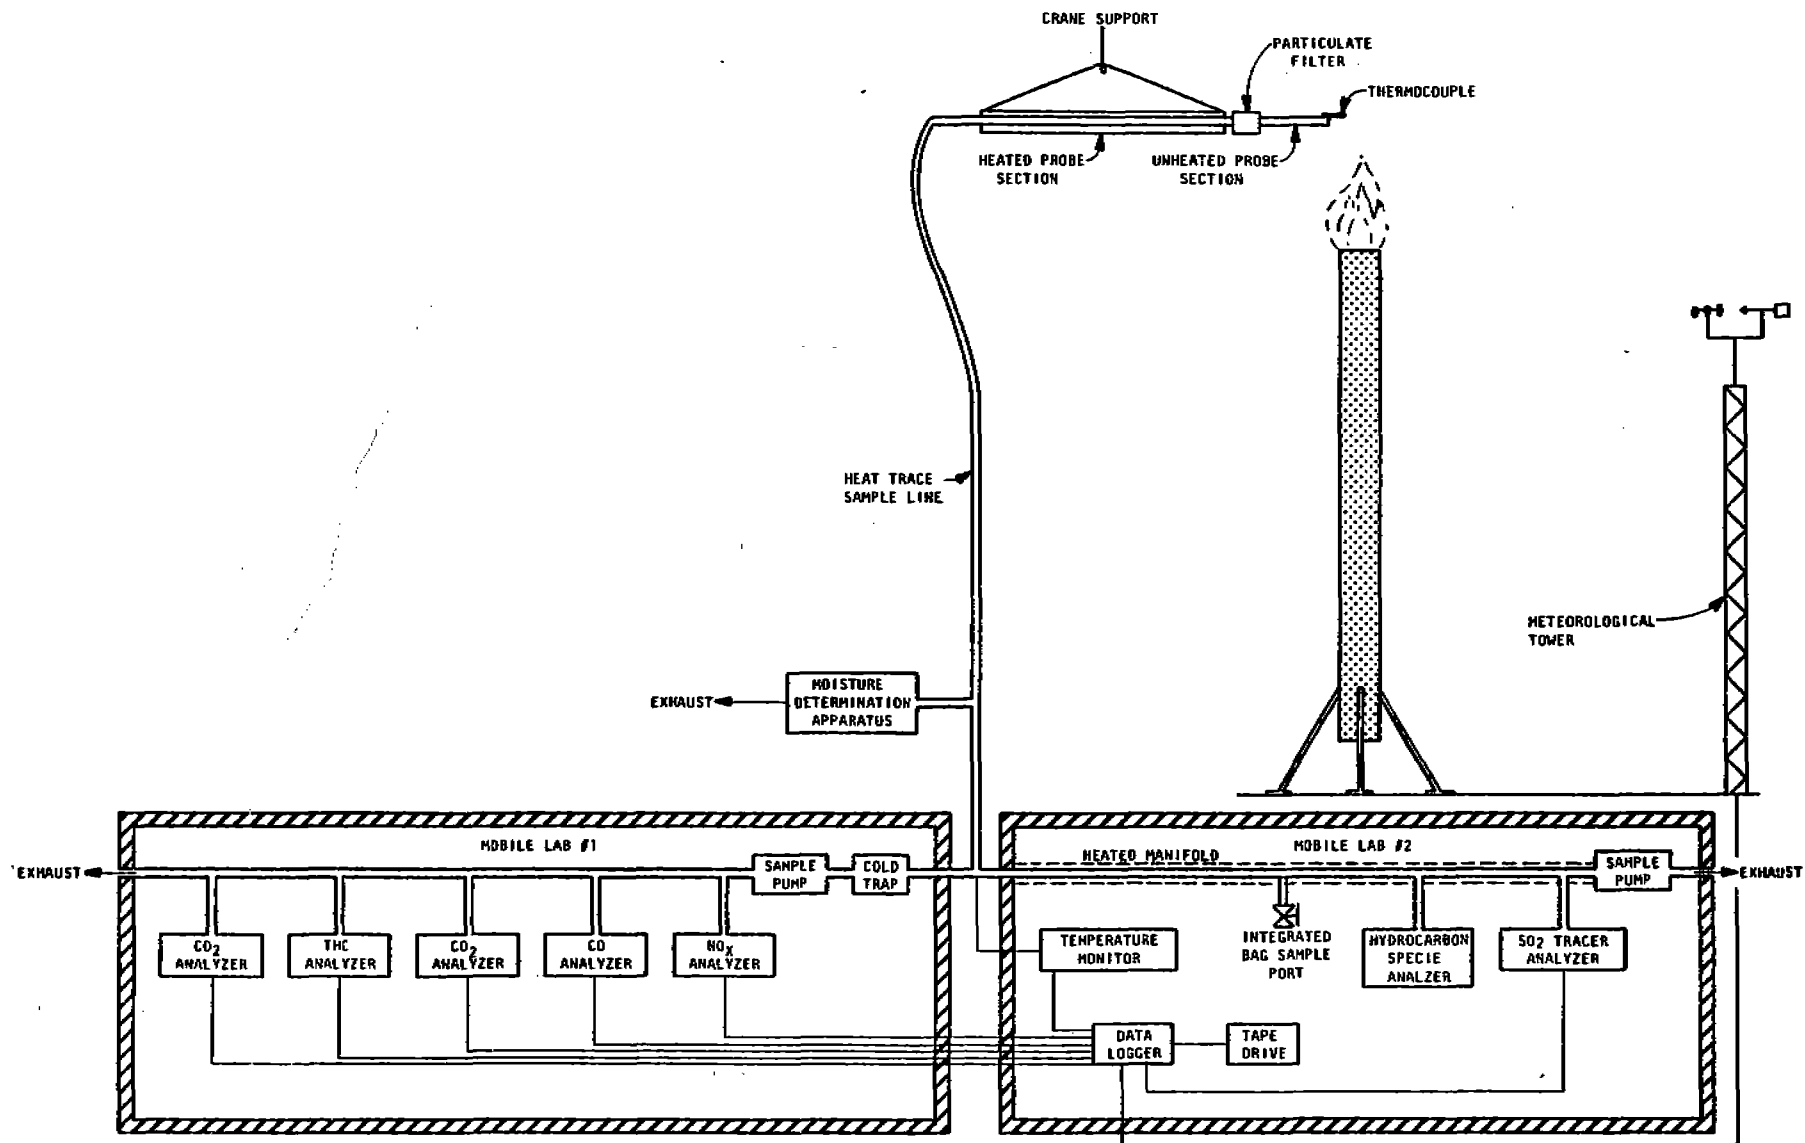 CRANE SUPPORT
PARTICULATE
FILTER
THERMOCOUPLE
HEATED PROBE
SECTION
UNHEATED PROBE
SECTION
HEAT TRACE
SAMPLE LINE
METEOROLOGICAL
TOWER
EXHAUST
MOISTURE
DETERMINATION
APPARATUS
MOBILE LAB #1
EXHAUST
SAMPLE
PUMP
COLD
TRAP
CO2
ANALYZER
THC
ANALYZER
CO2
ANALYZER
CO
ANALYZER
NOX
ANALYZER
HEATED MANIFOLD
MOBILE LAB #2
SAMPLE
PUMP
EXHAUST
TEMPERATURE
MONITOR
INTEGRATED
BAG SAMPLE
PORT
HYDROCARBON
SPECIE
ANALZER
SO2 TRACER
ANALYZER
DATA
LOGGER
TAPE
DRIVE